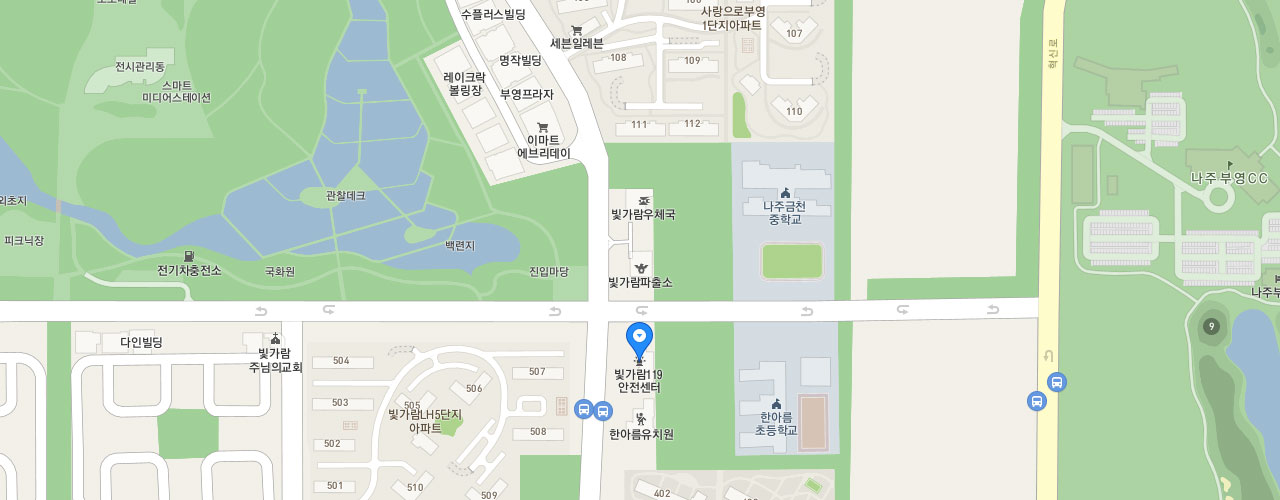 수플러스빌딩
사랑으로부영
1단지아파트
세븐일레븐
107
108
109
110
111
112
명작빌딩
레이크락
볼링장
부영프라자
이마트
에브리데이
전시관리동
스마트
미디어스테이션
혁신로
나주부영CC
관찰데크
빛가람우체국
나주금천
중학교
피크닉장
백련지
전기차충전소
국화원
진입마당
빛가람파출소
9
다인빌딩
빛가람
주님의교회
504
503
502
501
505
506
507
508
509
510
빛가람LH5단지
아파트
빛가람119
안전센터
한아름유치원
한아름
초등학교
402